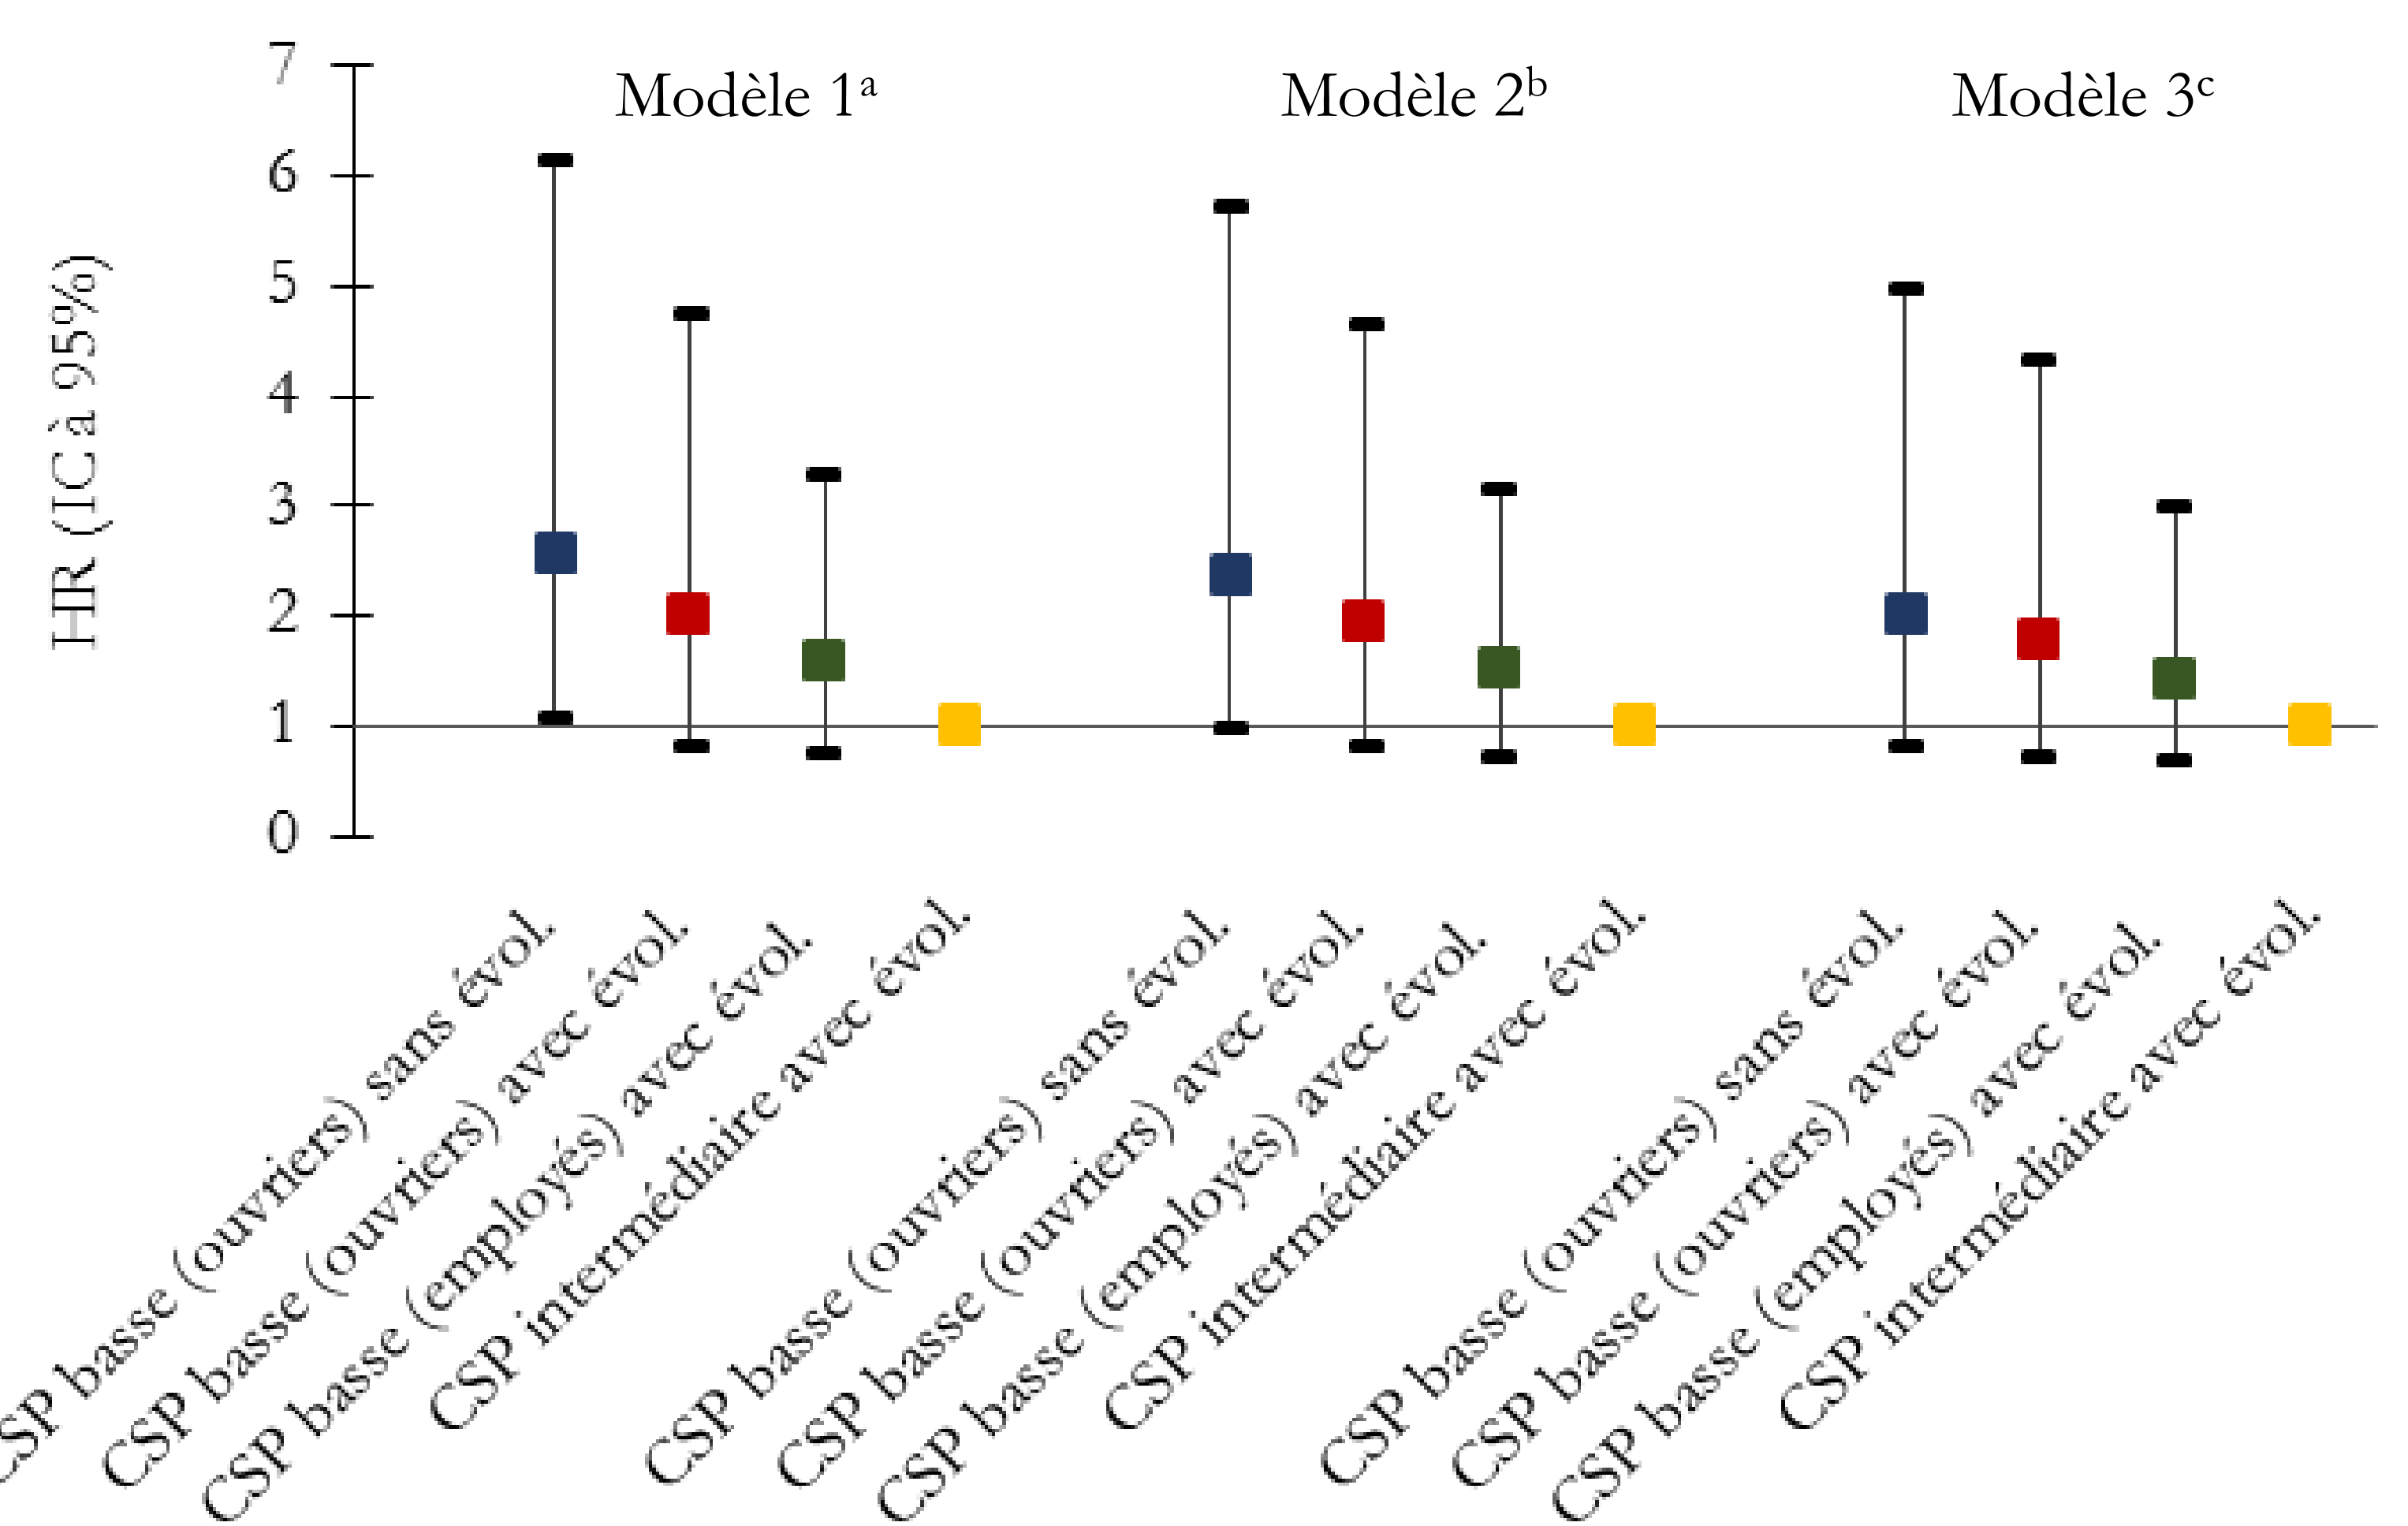 Modèle 1ᵃ
Modèle 2ᵇ
Modèle 3ᶜ
HR (IC à 95%)
7
6
5
4
3
2
1
0
CSP basse (ouvriers) sans évol.
CSP basse (ouvriers) avec évol.
CSP basse (employés) avec évol.
CSP intermédiaire avec évol.
CSP basse (ouvriers) sans évol.
CSP basse (ouvriers) avec évol.
CSP basse (employés) avec évol.
CSP intermédiaire avec évol.
CSP basse (ouvriers) sans évol.
CSP basse (ouvriers) avec évol.
CSP basse (employés) avec évol.
CSP intermédiaire avec évol.